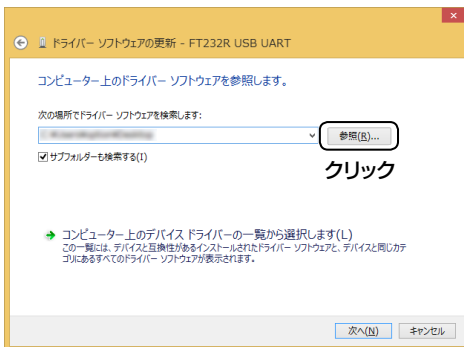 ドライバー ソフトウェアの更新 - FT232R USB UART
コンピューター上のドライバー ソフトウェアを参照します。
次の場所でドライバー ソフトウェアを検索します:
参照(R)...
サブフォルダーも検索する(I)
クリック
コンピューター上のデバイス ドライバーの一覧から選択します(L)
この一覧には、デバイスと互換性があるインストールされたドライバー ソフトウェアと、デバイスと同じカテ
ゴリにあるすべてのドライバー ソフトウェアが表示されます。
次へ(N)
キャンセル